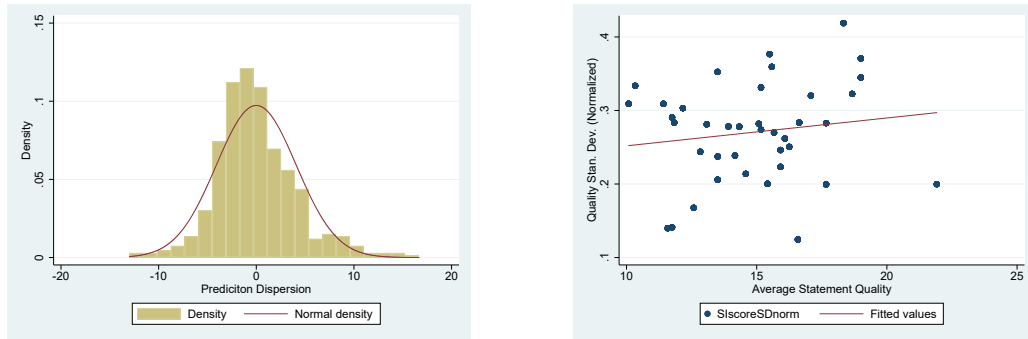 .15
.1
.05
0
Density
-20
-10
0
10
20
Prediciton Dispersion
Density
Normal density
.4
.3
.2
.1
Quality Stan. Dev. (Normalized)
10
15
20
25
Average Statement Quality
SIscoreSDnorm
Fitted values